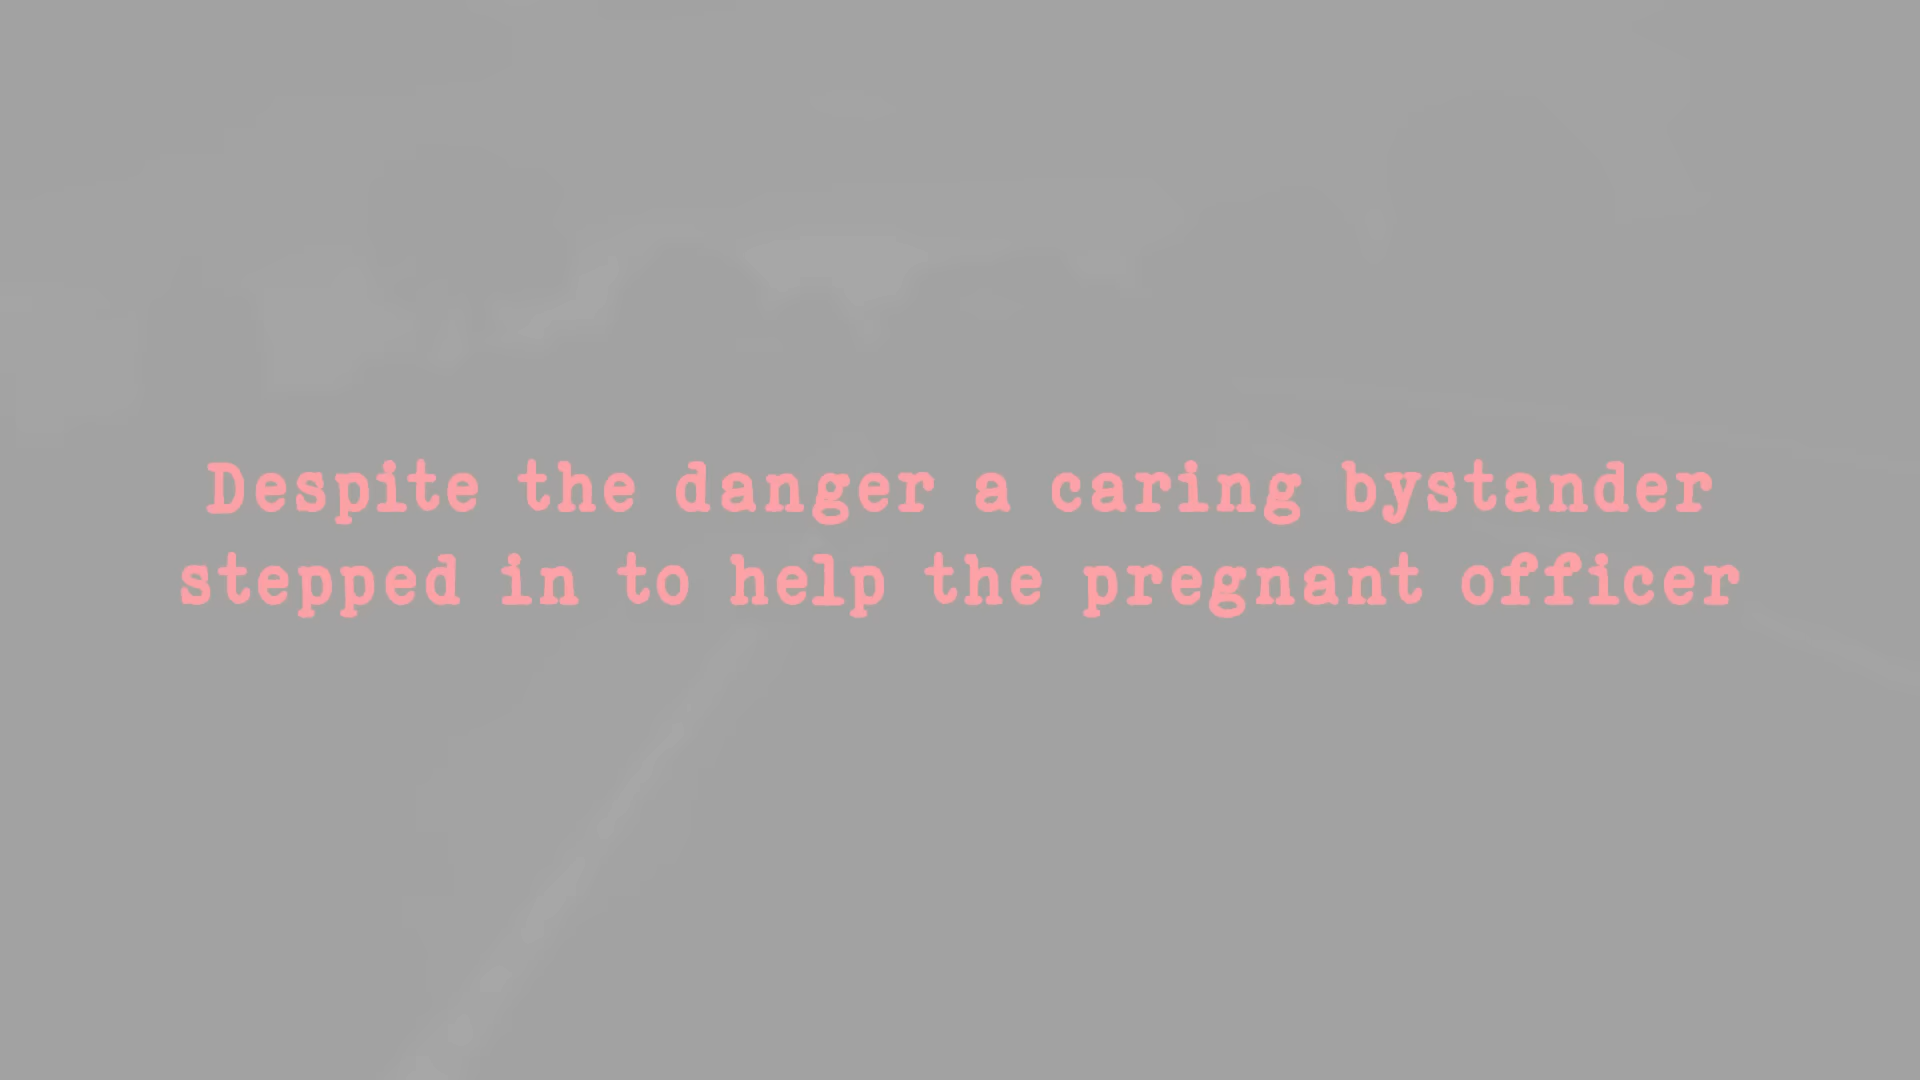 Despite the danger a caring bystander
stepped in to help the pregnant officer